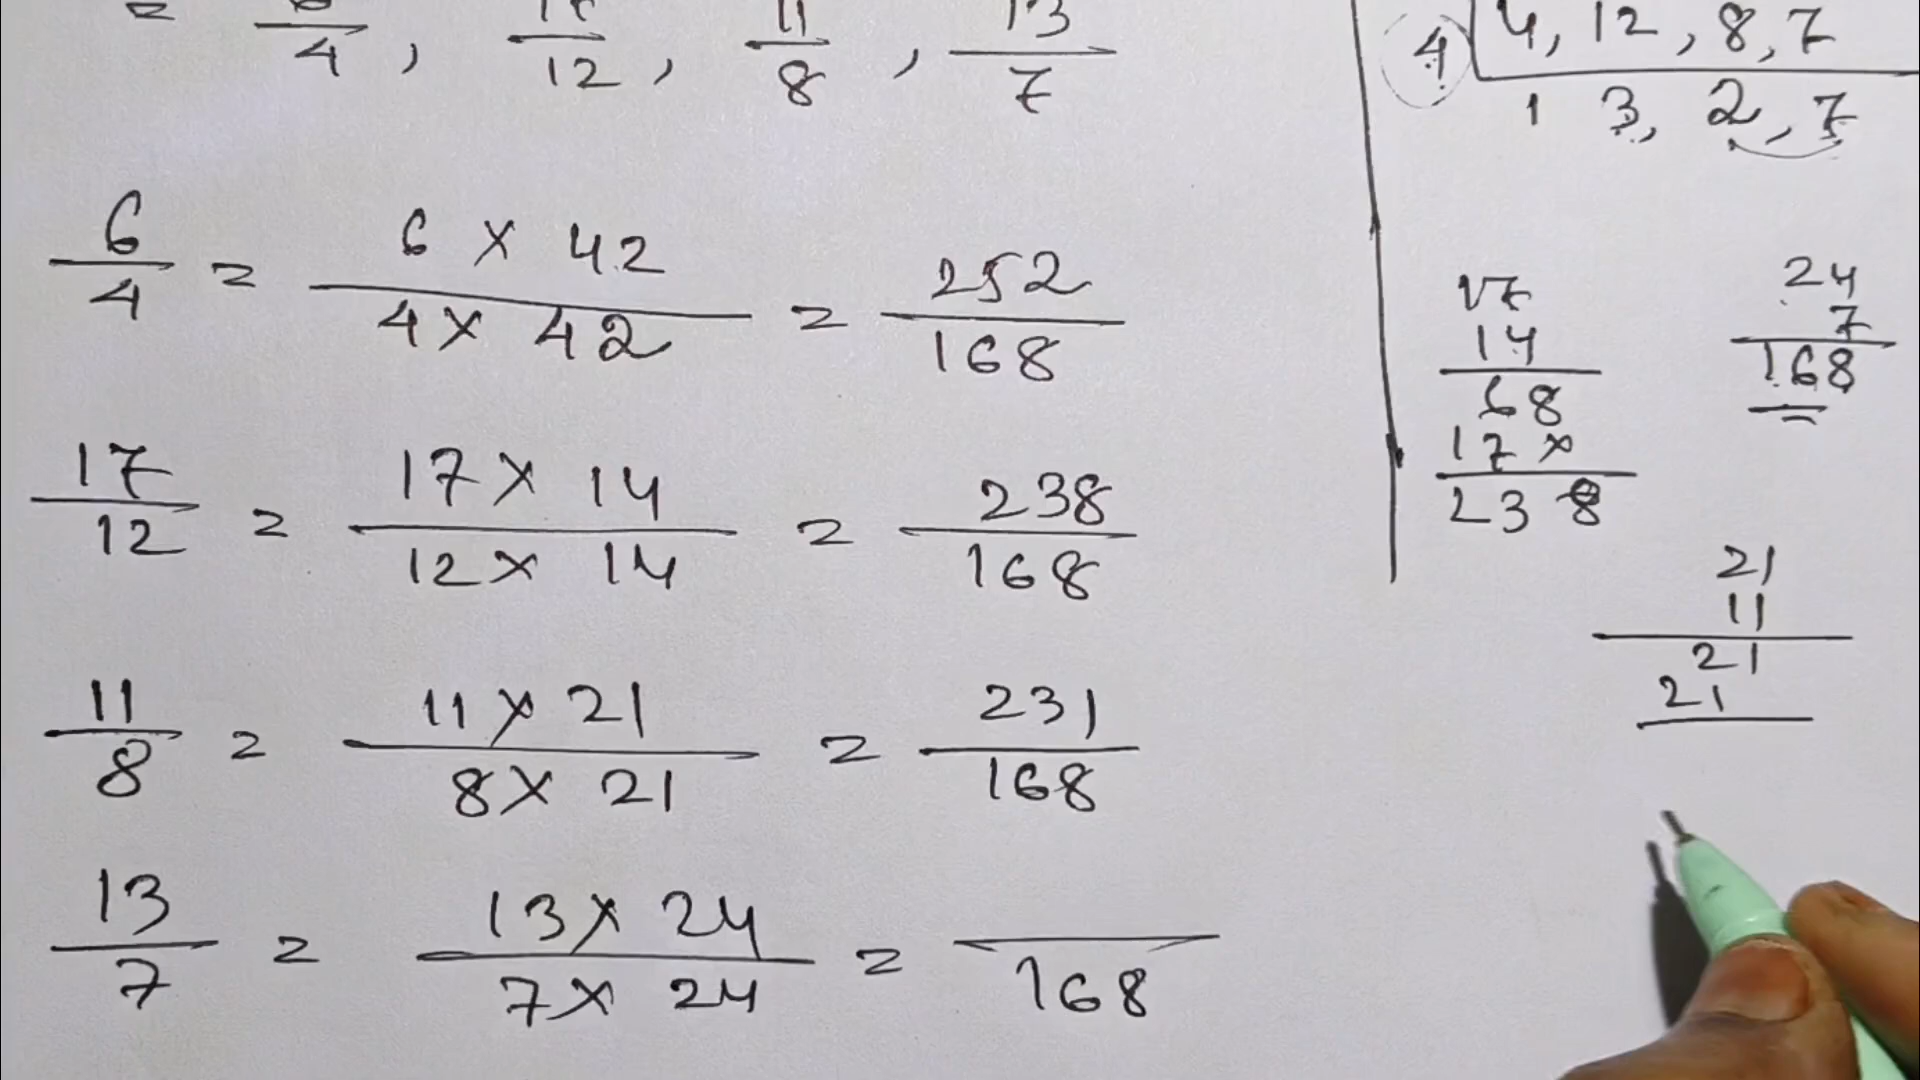 = 6/4, 17/12, 11/8, 13/7
6/4 = 6 × 42 / 4 × 42 = 252/168
17/12 = 17 × 14 / 12 × 14 = 238/168
11/8 = 11 × 21 / 8 × 21 = 231/168
13/7 = 13 × 24 / 7 × 24 = /168
4 | 4, 12, 8, 7
1 3, 2, 7
17
14
68
17 ×
238
24
7
168
21
11
21
21